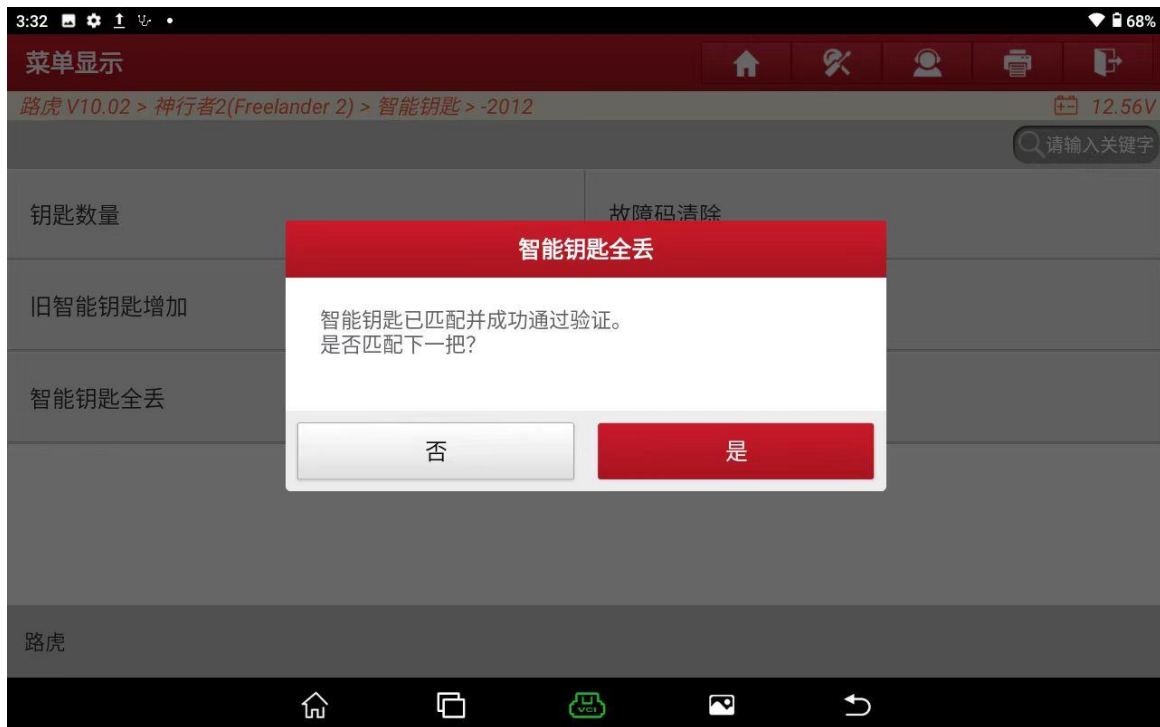 3:32
68%
菜单显示
路虎 V10.02 > 神行者2(Freelander 2) > 智能钥匙 > -2012
12.56V
请输入关键字
钥匙数量
故障码清除
智能钥匙全丢
旧智能钥匙增加
智能钥匙已匹配并成功通过验证。
是否匹配下一把?
智能钥匙全丢
否
是
路虎
VCI